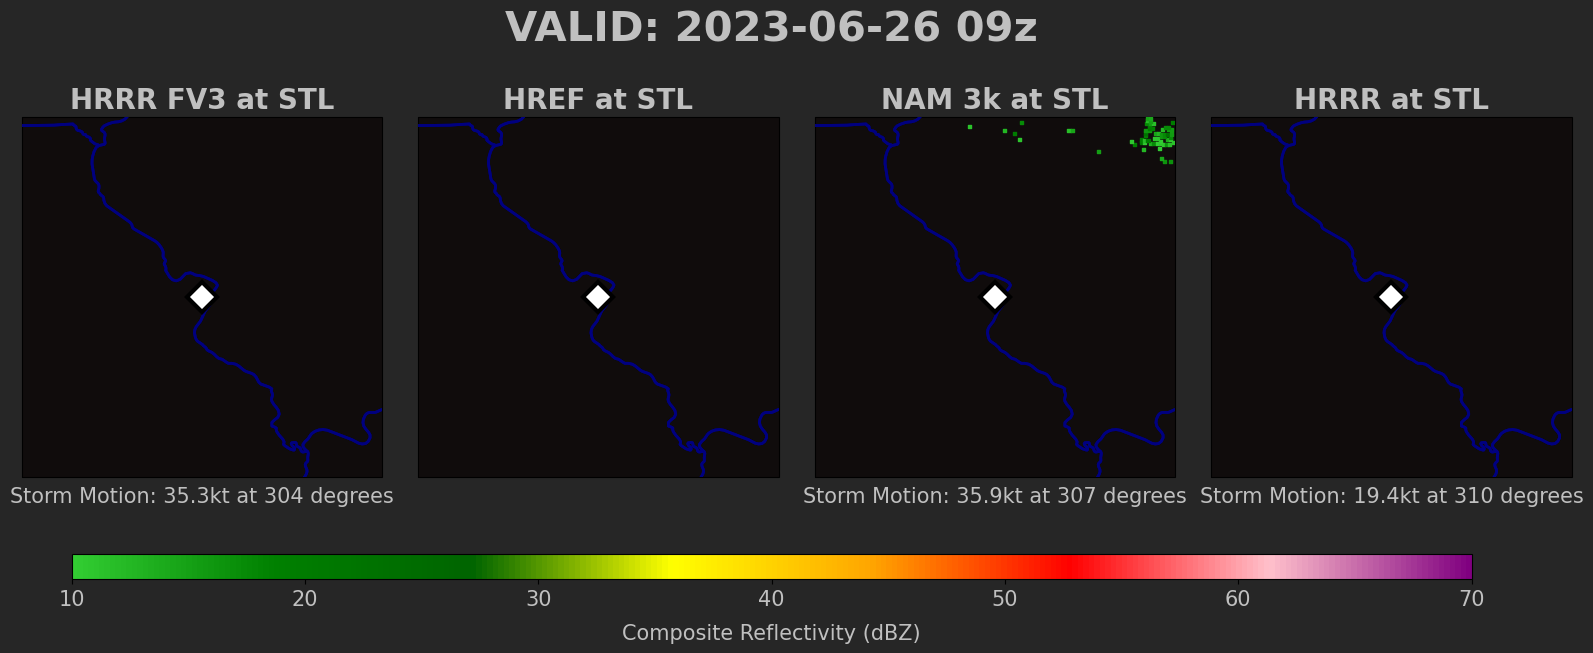 VALID: 2023-06-26 09z
HRRR FV3 at STL
HREF at STL
NAM 3k at STL
HRRR at STL
Storm Motion: 35.3kt at 304 degrees
Storm Motion: 35.9kt at 307 degrees
Storm Motion: 19.4kt at 310 degrees
10 20 30 40 50 60 70
Composite Reflectivity (dBZ)